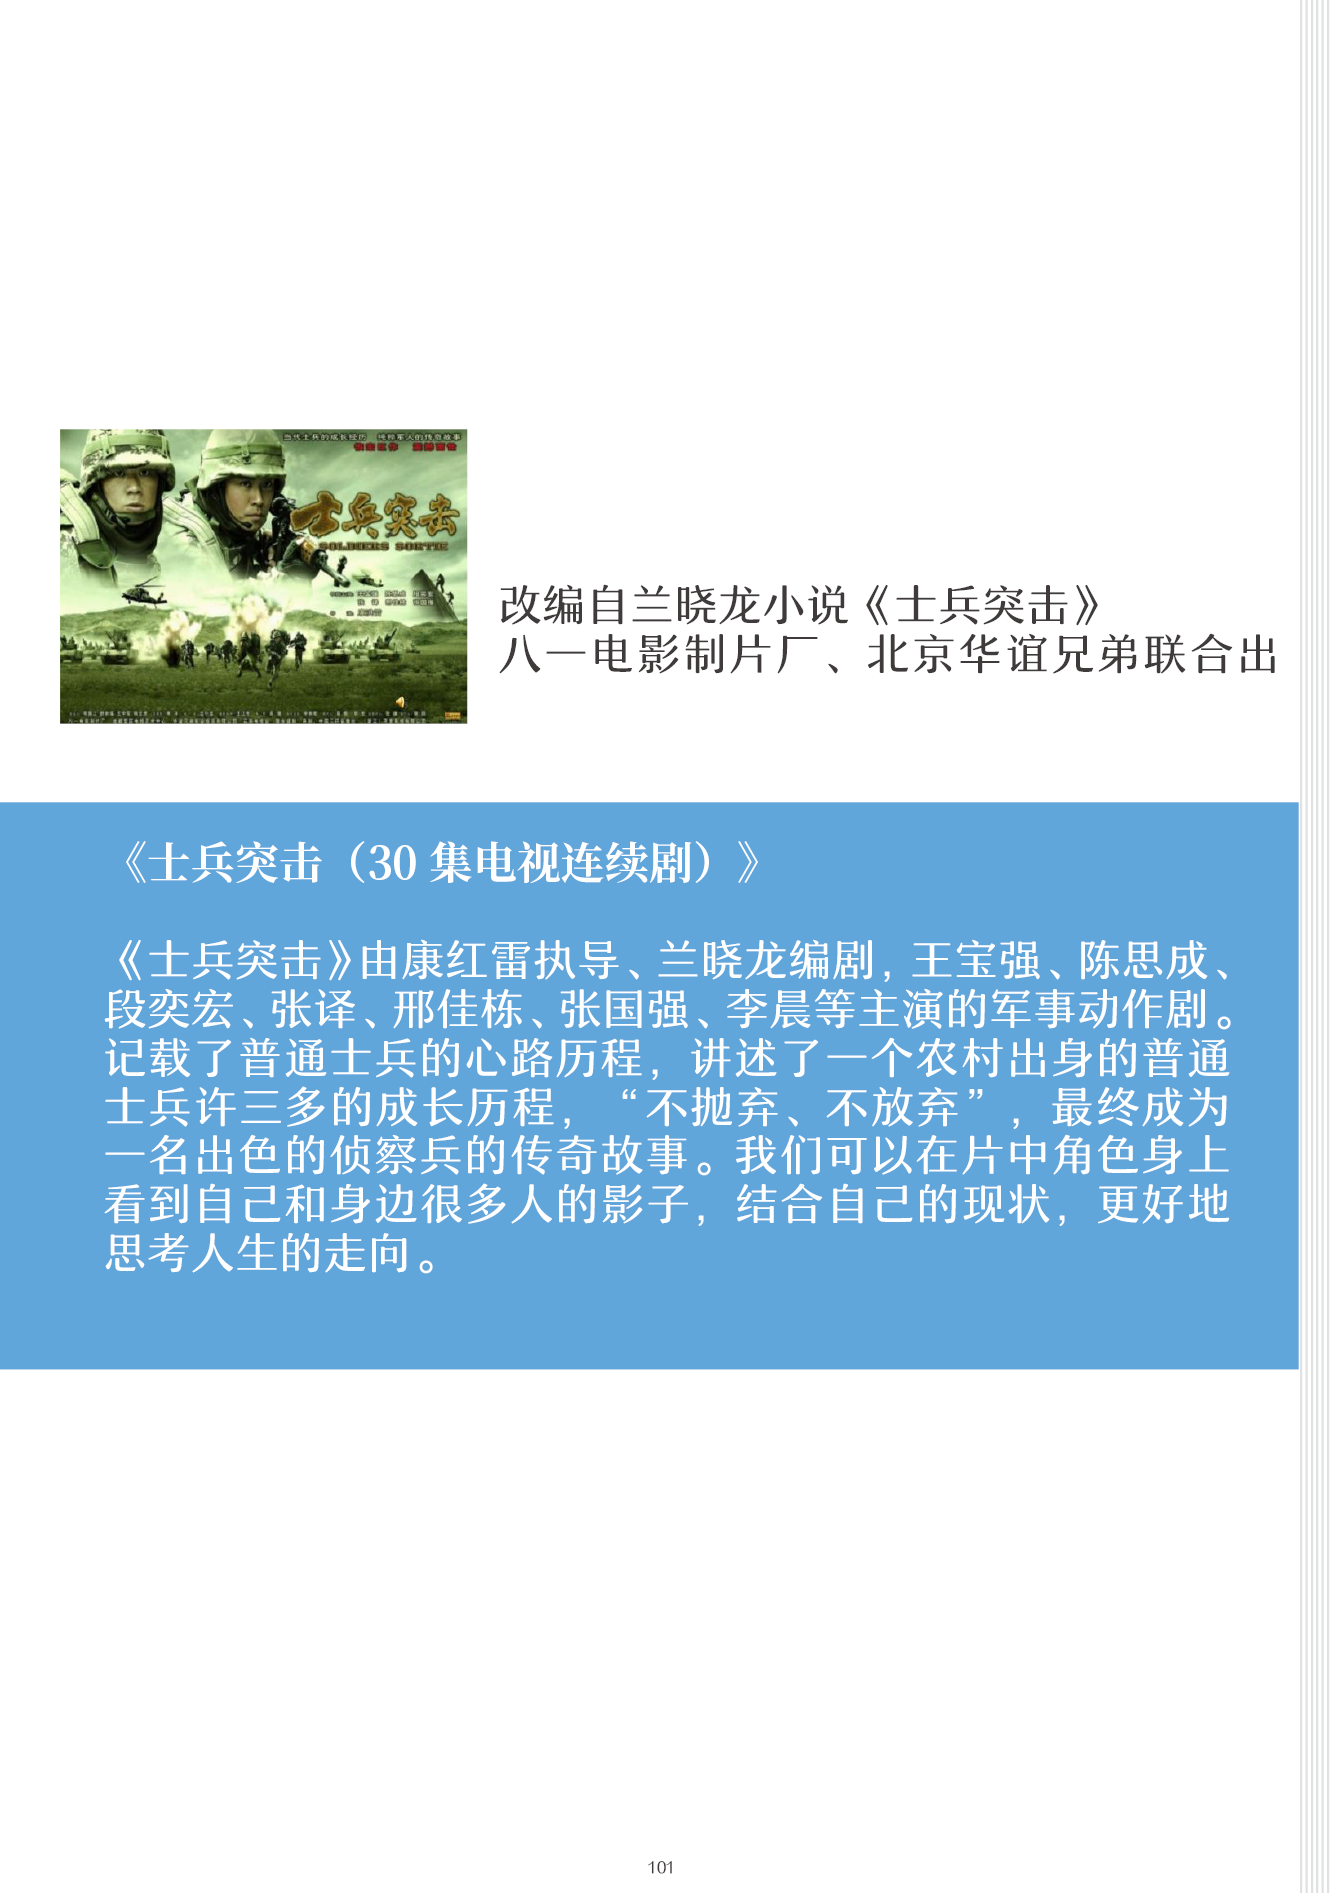 当代士兵的成长经历 纯粹军人的传奇故事
士兵突击
改编自兰晓龙小说《士兵突击》
八一电影制片厂、北京华谊兄弟联合出
《士兵突击（30 集电视连续剧）》
《士兵突击》由康红雷执导、兰晓龙编剧，王宝强、陈思成、
段奕宏、张译、邢佳栋、张国强、李晨等主演的军事动作剧。
记载了普通士兵的心路历程，讲述了一个农村出身的普通
士兵许三多的成长历程，“不抛弃、不放弃”，最终成为
一名出色的侦察兵的传奇故事。我们可以在片中角色身上
看到自己和身边很多人的影子，结合自己的现状，更好地
思考人生的走向。
101